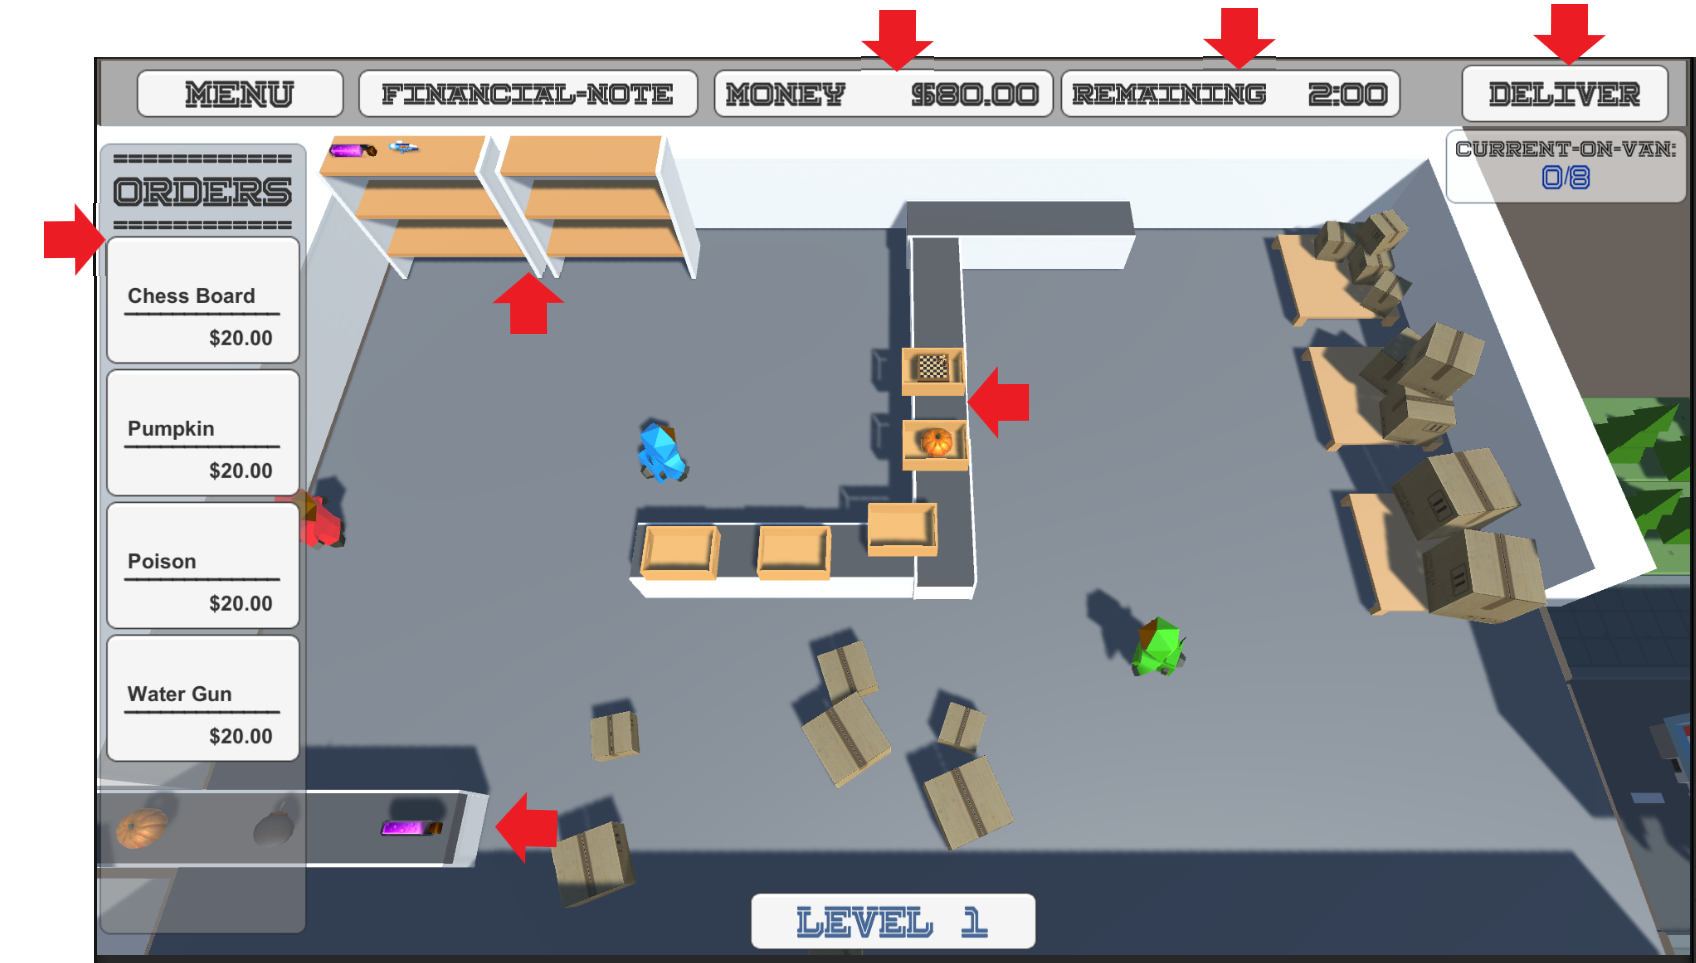 MENU
FINANCIAL-NOTE
MONEY $80.00
REMAINING 2:00
DELIVER
CURRENT-ON-VAN:
0/8
ORDERS
Chess Board
$20.00
Pumpkin
$20.00
Poison
$20.00
Water Gun
$20.00
LEVEL 1